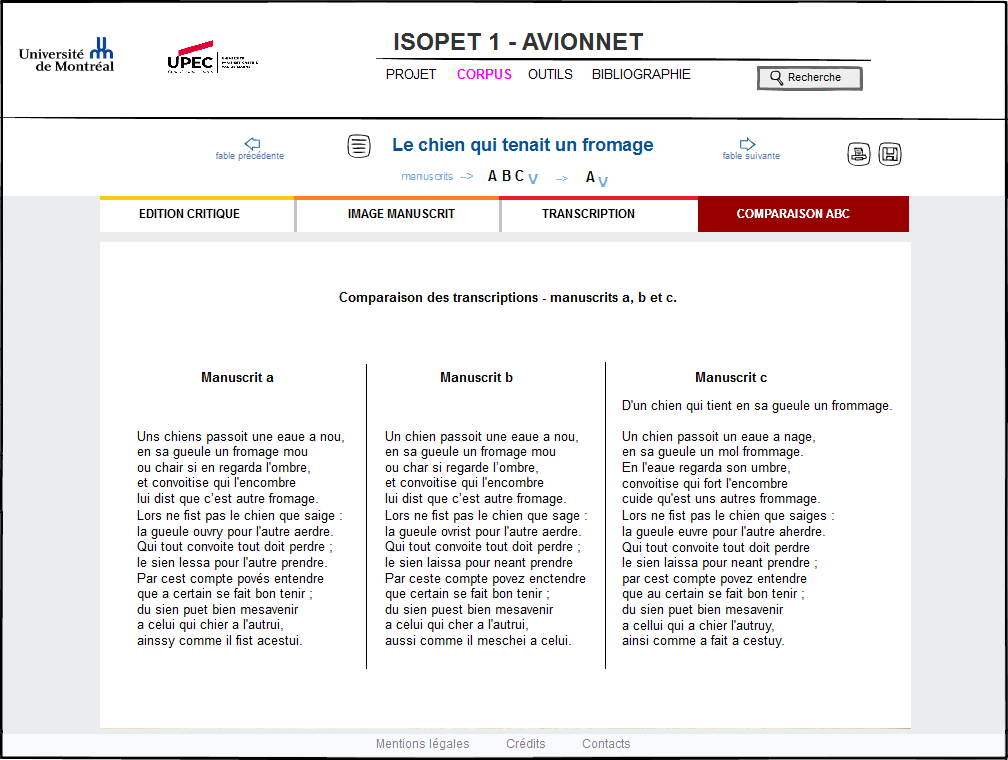 Université
de Montréal
UPEC
ISOPET 1 - AVIONNET
PROJET CORPUS OUTILS BIBLIOGRAPHIE
Recherche
fable précédente
Le chien qui tenait un fromage
fable suivante
manuscrits --> A B C V --> A V
EDITION CRITIQUE
IMAGE MANUSCRIT
TRANSCRIPTION
COMPARAISON ABC
Comparaison des transcriptions - manuscrits a, b et c.
Manuscrit a
Uns chiens passoit une eaue a nou,
en sa gueule un fromage mou
ou chair si en regarda l'ombre,
et convoitise qui l'encombre
lui dist que c’est autre fromage.
Lors ne fist pas le chien que saige :
la gueule ouvry pour l'autre aerdre.
Qui tout convoite tout doit perdre ;
le sien lessa pour l'autre prendre.
Par cest compte povés entendre
que a certain se fait bon tenir ;
du sien puet bien mesavenir
a celui qui chier a l'autrui,
ainssy comme il fist acestui.
Manuscrit b
Un chien passoit une eaue a nou,
en sa gueule un fromage mou
ou char si regarde l’ombre,
et convoitise qui l'encombre
lui dist que c’est autre fromage.
Lors ne fist pas le chien que sage :
la gueule ovrist pour l'autre aerdre.
Qui tout convoite tout doit perdre ;
le sien laissa pour neant prendre
Par ceste compte povez enctendre
que certain se fait bon tenir ;
du sien puest bien mesavenir
a celui qui cher a l'autrui,
aussi comme il meschei a celui.
Manuscrit c
D'un chien qui tient en sa gueule un frommage.
Un chien passoit un eaue a nage,
en sa gueule un mol frommage.
En l'eaue regarda son umbre,
convoitise qui fort l'encombre
cuide qu'est uns autres frommage.
Lors ne fist pas le chien que saiges :
la gueule euvre pour l'autre aherdre.
Qui tout convoite tout doit perdre
le sien laissa pour neant prendre ;
par cest compte povez entendre
que au certain se fait bon tenir ;
du sien puet bien mesavenir
a cellui qui a chier l'autruy,
ainsi comme a fait a cestuy.
Mentions légales Crédits Contacts